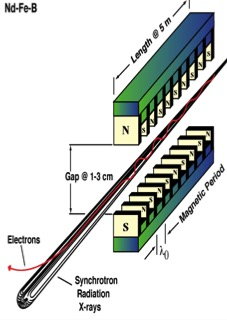 Nd-Fe-B
Length @ 5 m
N
S
N
S
N
S
N
S
N
Gap @ 1-3 cm
S
N
S
N
S
N
S
N
S
N
Magnetic Period
λ0
Electrons
Synchrotron
Radiation
X-rays